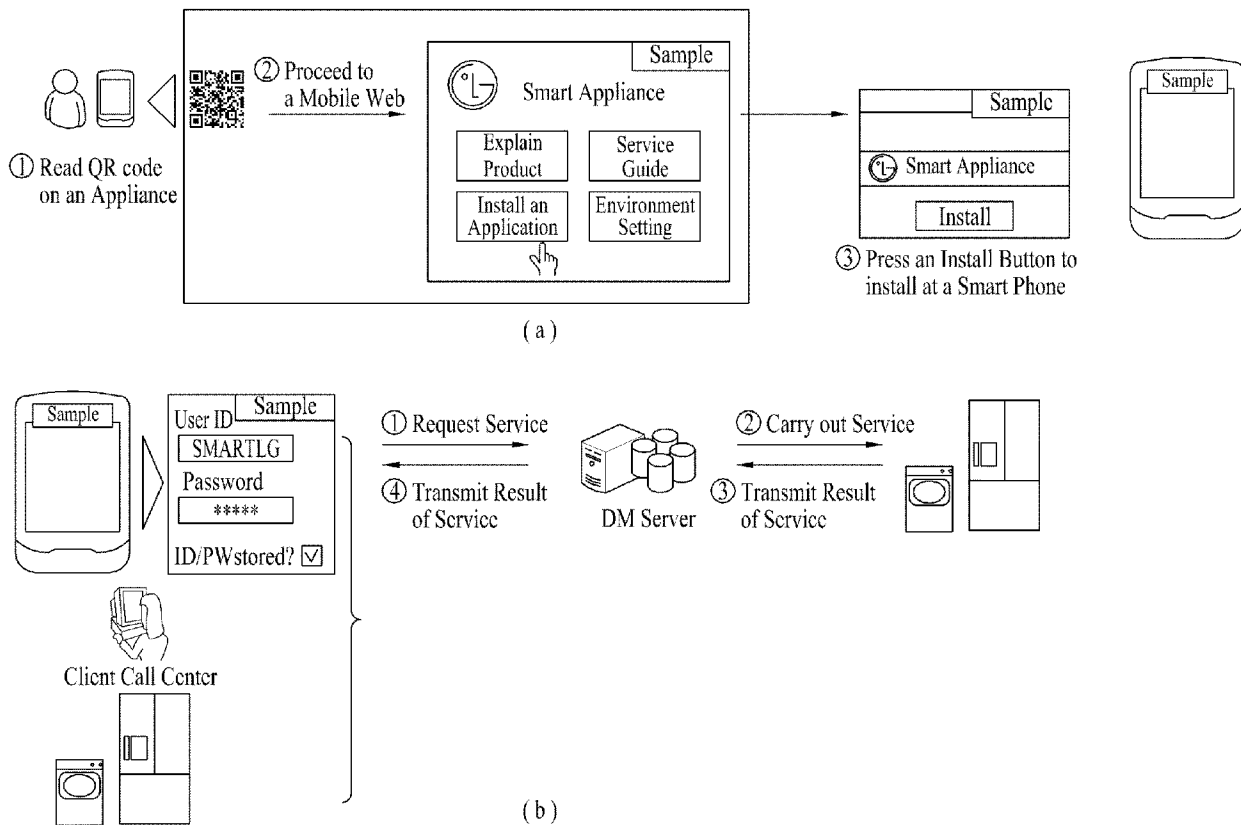 Sample
② Proceed to
a Mobile Web
Smart Appliance
Explain
Product
Service
Guide
Install an
Application
Environment
Setting
① Read QR code
on an Appliance
Sample
Smart Appliance
Install
③ Press an Install Button to
install at a Smart Phone
Sample
( a )
Sample
Sample
User ID
SMARTLG
Password
*****
ID/PWstored?
Client Call Center
① Request Service
④ Transmit Result
of Service
DM Server
② Carry out Service
③ Transmit Result
of Service
( b )